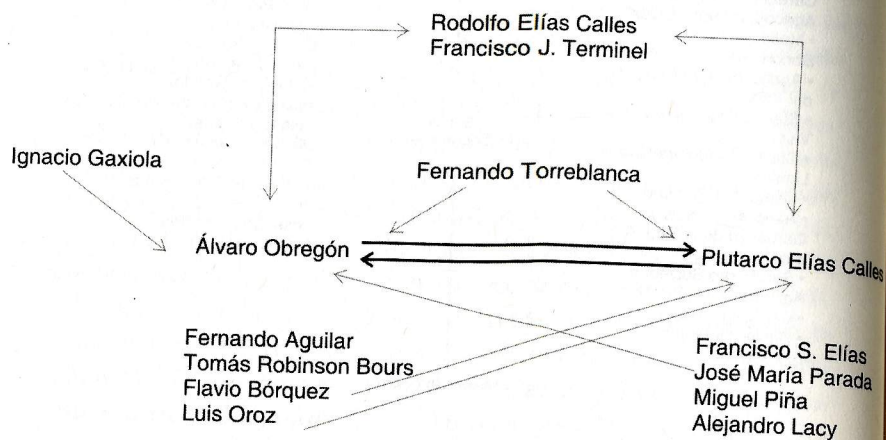 Rodolfo Elías Calles
Francisco J. Terminel
Ignacio Gaxiola
Fernando Torreblanca
Álvaro Obregón
Plutarco Elías Calles
Fernando Aguilar
Tomás Robinson Bours
Flavio Bórquez
Luis Oroz
Francisco S. Elías
José María Parada
Miguel Piña
Alejandro Lacy